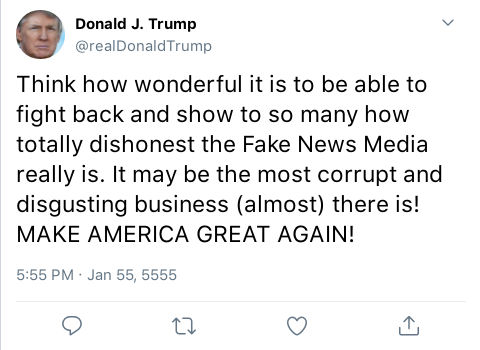 Donald J. Trump
@realDonaldTrump
Think how wonderful it is to be able to
fight back and show to so many how
totally dishonest the Fake News Media
really is. It may be the most corrupt and
disgusting business (almost) there is!
MAKE AMERICA GREAT AGAIN!
5:55 PM · Jan 55, 5555